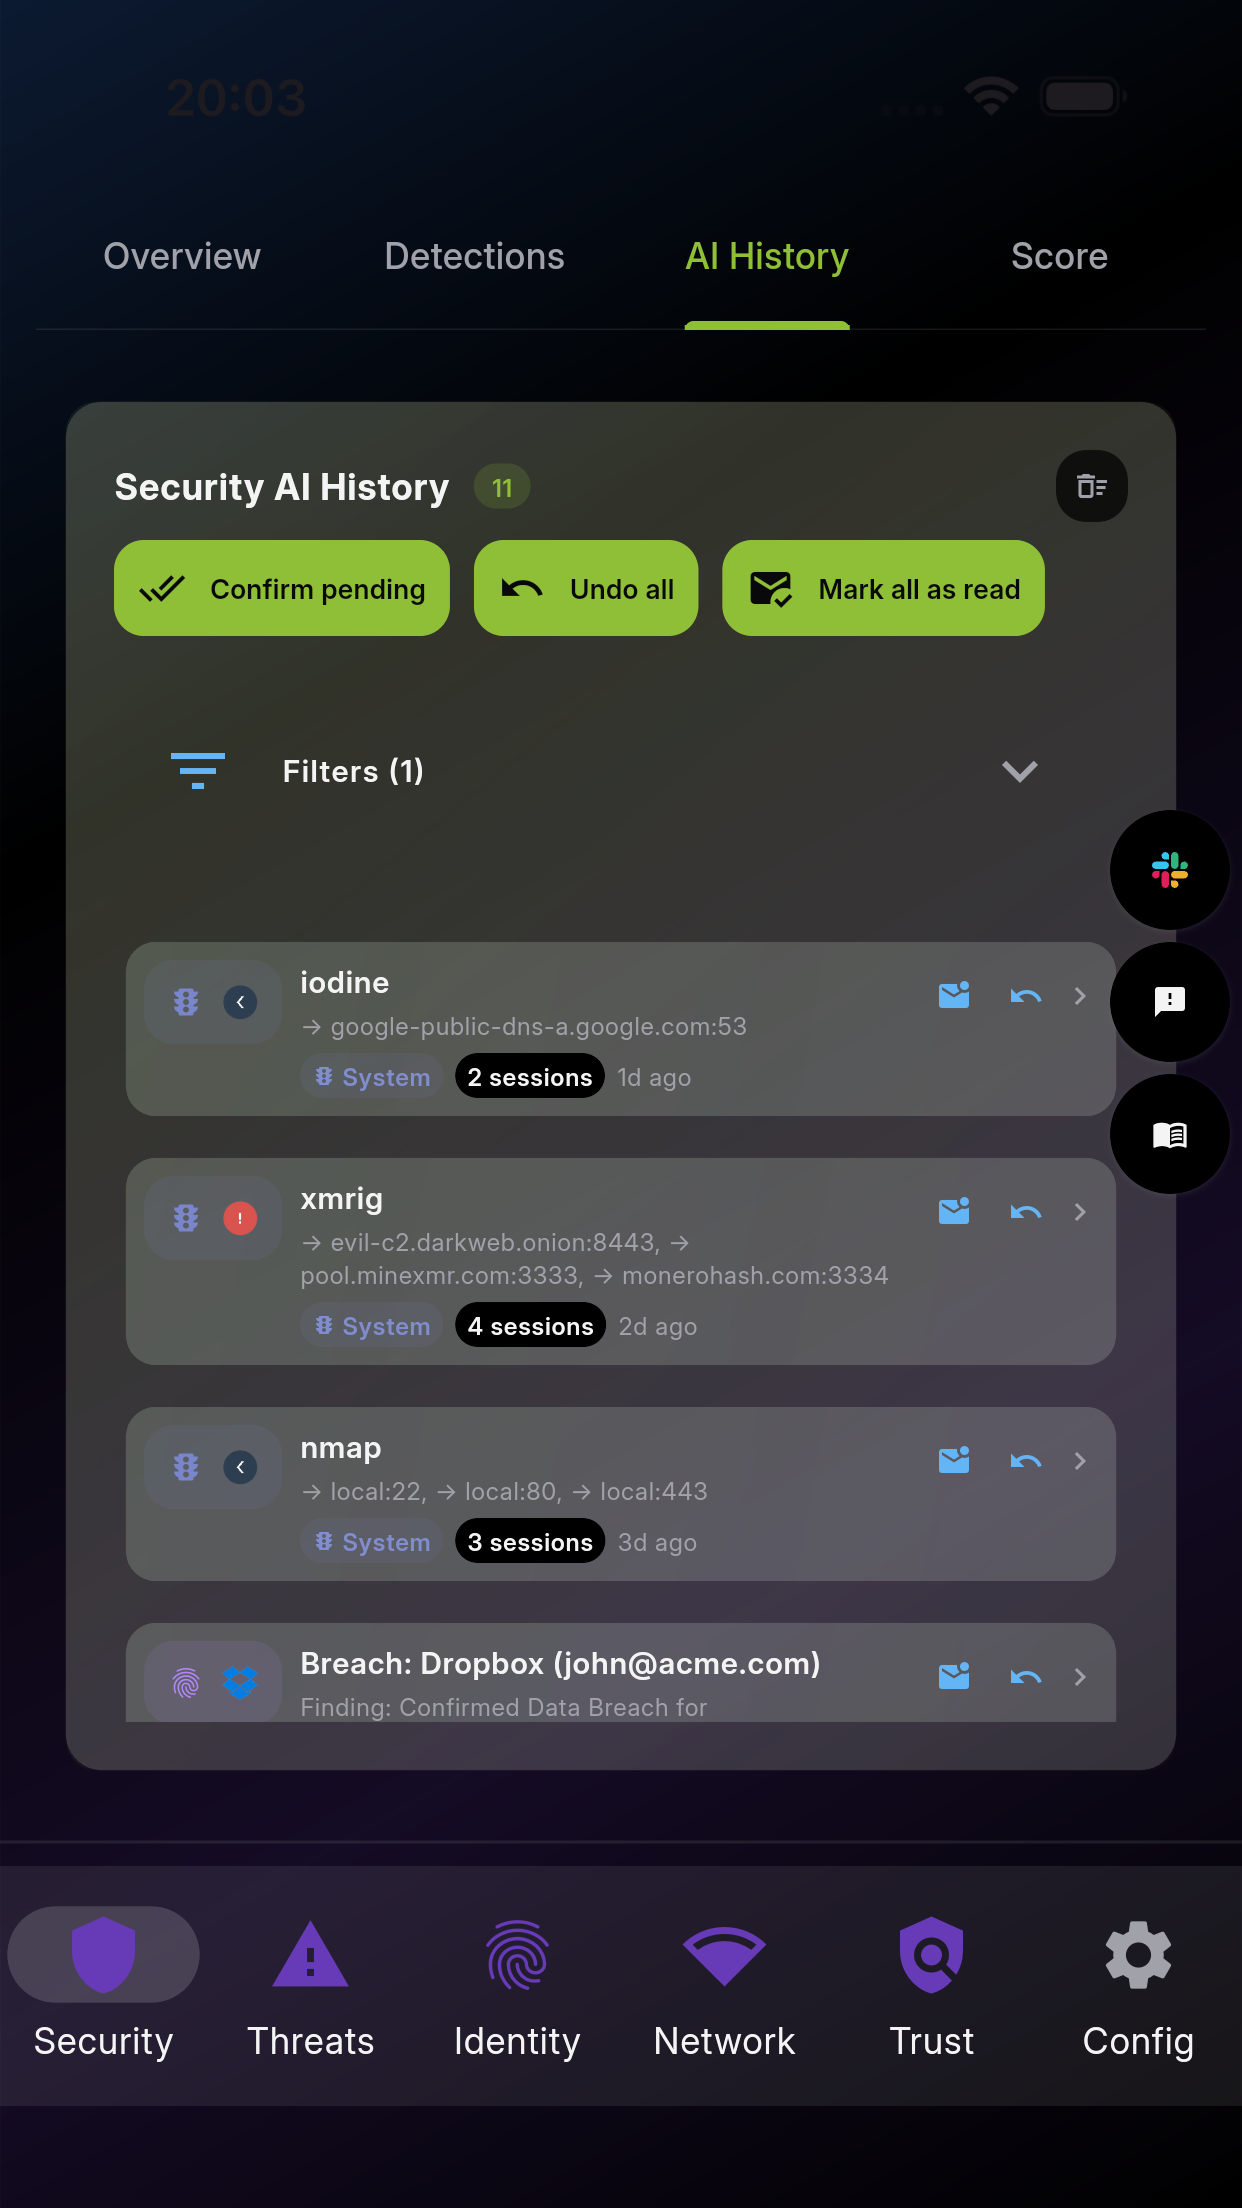 20:03
Overview Detections AI History Score
Security AI History 11
Confirm pending Undo all Mark all as read
Filters (1)
iodine
→ google-public-dns-a.google.com:53
System 2 sessions 1d ago
xmrig
→ evil-c2.darkweb.onion:8443, →
pool.minexmr.com:3333, → monerohash.com:3334
System 4 sessions 2d ago
nmap
→ local:22, → local:80, → local:443
System 3 sessions 3d ago
Breach: Dropbox (john@acme.com)
Finding: Confirmed Data Breach for
Security Threats Identity Network Trust Config